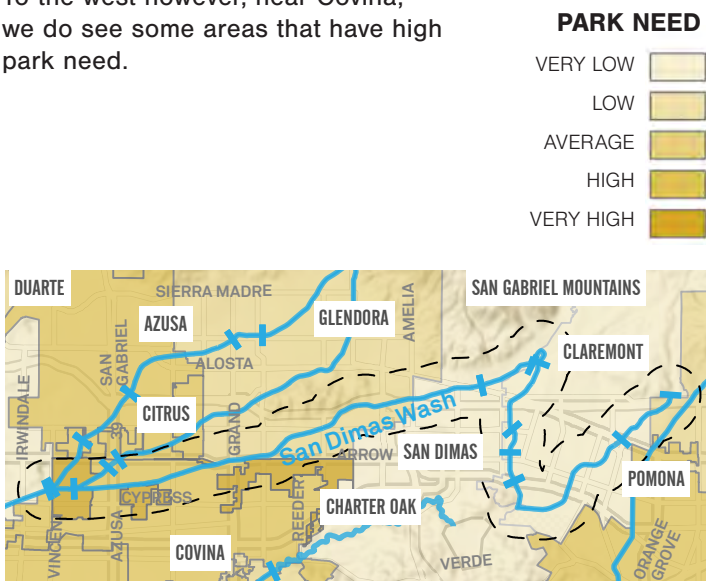 To the west however, near Covina,
we do see some areas that have high
park need.
PARK NEED
VERY LOW
LOW
AVERAGE
HIGH
VERY HIGH
DUARTE
SIERRA MADRE
SAN GABRIEL MOUNTAINS
AZUSA
GLENDORA
AMELIA
SAN
GABRIEL
CLAREMONT
ALOSTA
IRWINDALE
CITRUS
39
GRAND
San Dimas Wash
SAN DIMAS
POMONA
CYPRESS
REEDER
CHARTER OAK
VINCENT
AZUSA
COVINA
VERDE
ORANGE
GROVE